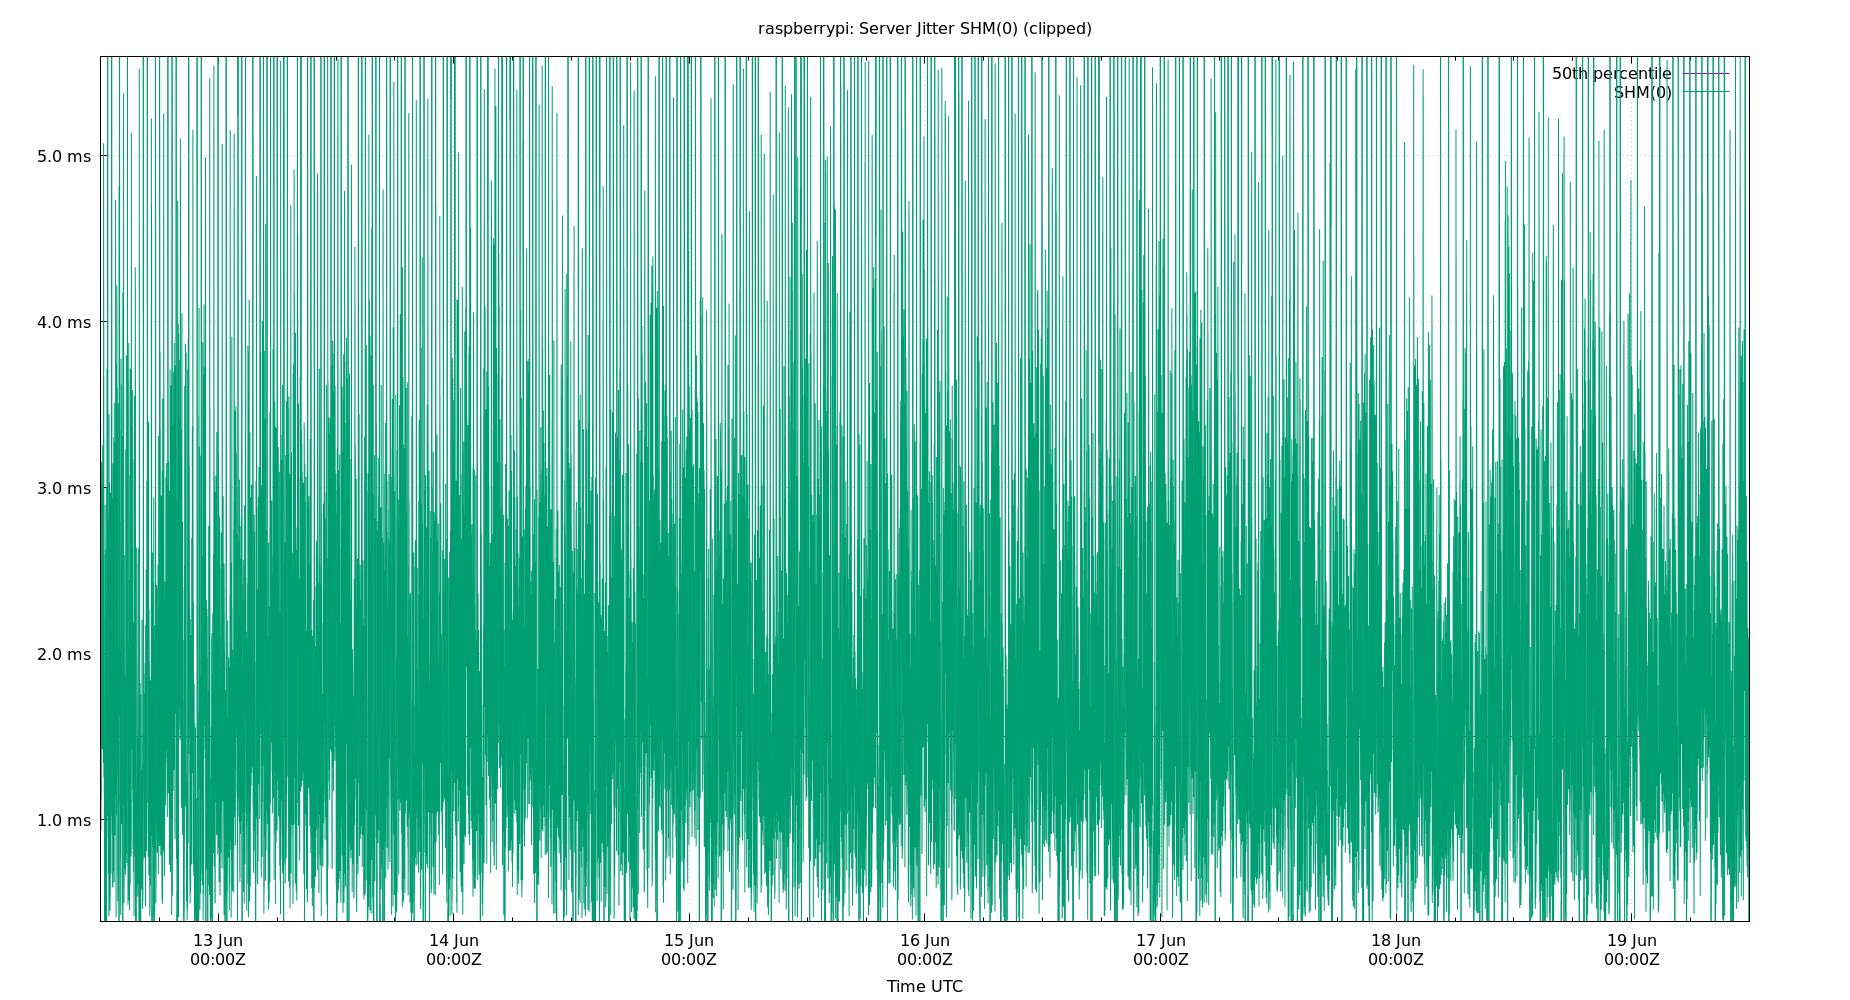 raspberrypi: Server Jitter SHM(0) (clipped)
50th percentile
SHM(0)
5.0 ms
4.0 ms
3.0 ms
2.0 ms
1.0 ms
13 Jun 14 Jun 15 Jun 16 Jun 17 Jun 18 Jun 19 Jun
00:00Z 00:00Z 00:00Z 00:00Z 00:00Z 00:00Z 00:00Z
Time UTC